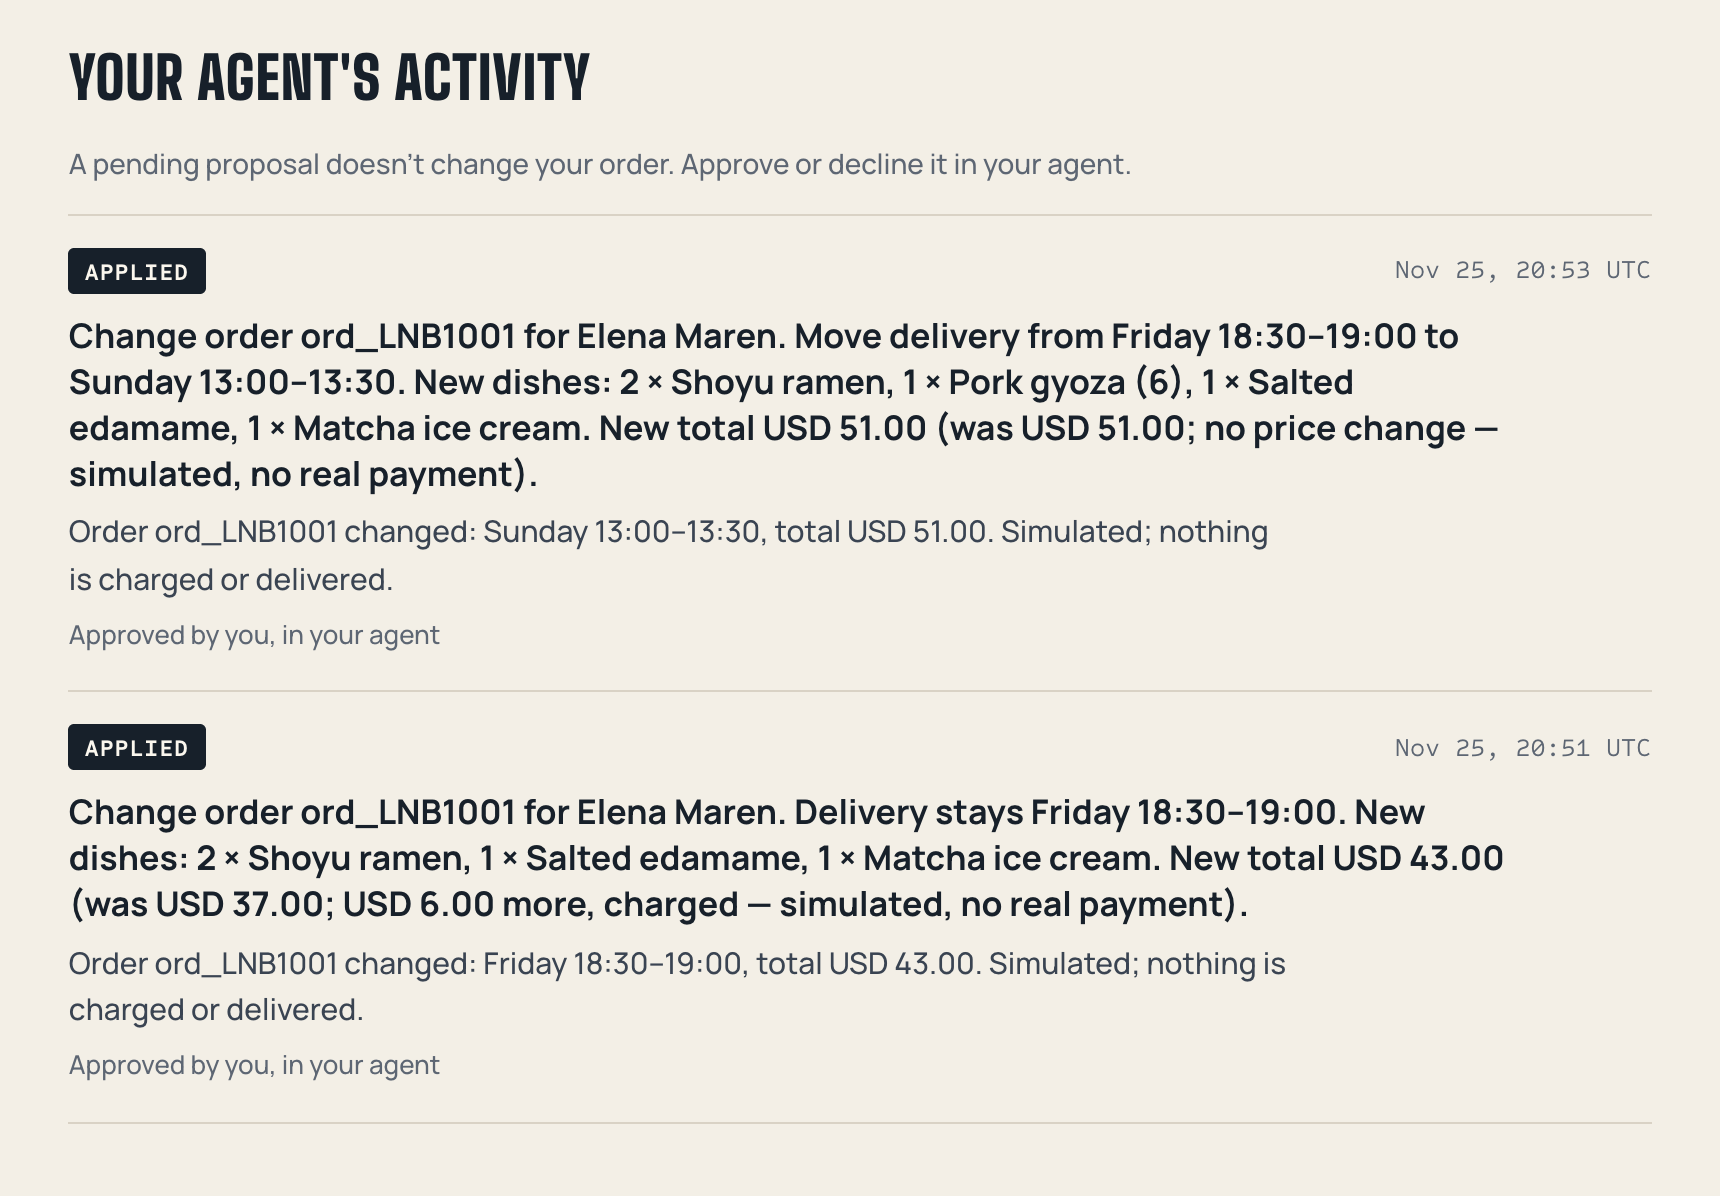 YOUR AGENT'S ACTIVITY
A pending proposal doesn’t change your order. Approve or decline it in your agent.
APPLIED
Nov 25, 20:53 UTC
Change order ord_LNB1001 for Elena Maren. Move delivery from Friday 18:30–19:00 to
Sunday 13:00–13:30. New dishes: 2 × Shoyu ramen, 1 × Pork gyoza (6), 1 × Salted
edamame, 1 × Matcha ice cream. New total USD 51.00 (was USD 51.00; no price change —
simulated, no real payment).
Order ord_LNB1001 changed: Sunday 13:00–13:30, total USD 51.00. Simulated; nothing
is charged or delivered.
Approved by you, in your agent
APPLIED
Nov 25, 20:51 UTC
Change order ord_LNB1001 for Elena Maren. Delivery stays Friday 18:30–19:00. New
dishes: 2 × Shoyu ramen, 1 × Salted edamame, 1 × Matcha ice cream. New total USD 43.00
(was USD 37.00; USD 6.00 more, charged — simulated, no real payment).
Order ord_LNB1001 changed: Friday 18:30–19:00, total USD 43.00. Simulated; nothing is
charged or delivered.
Approved by you, in your agent